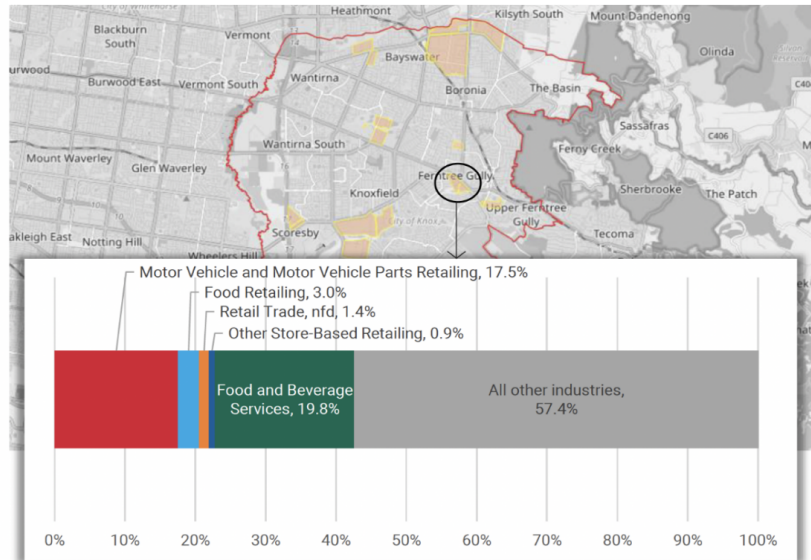 Heathmont
Kilsyth South
Mount Dandenong
Blackburn
South
Vermont
Bayswater
Olinda
Burwood East
Vermont South
Wantirna
Boronia
The Basin
C406
Sassafras
Wantirna South
Ferny Creek
C406
Mount Waverley
Glen Waverley
Ferntree Gully
Sherbrooke
The Patch
Knoxfield
City of Knox
Upper Ferntree
Gully
Scoresby
Tecoma
Notting Hill
Wheelers Hill
Motor Vehicle and Motor Vehicle Parts Retailing, 17.5%
Food Retailing, 3.0%
Retail Trade, nfd, 1.4%
Other Store-Based Retailing, 0.9%
Food and Beverage
Services, 19.8%
All other industries,
57.4%
0% 10% 20% 30% 40% 50% 60% 70% 80% 90% 100%